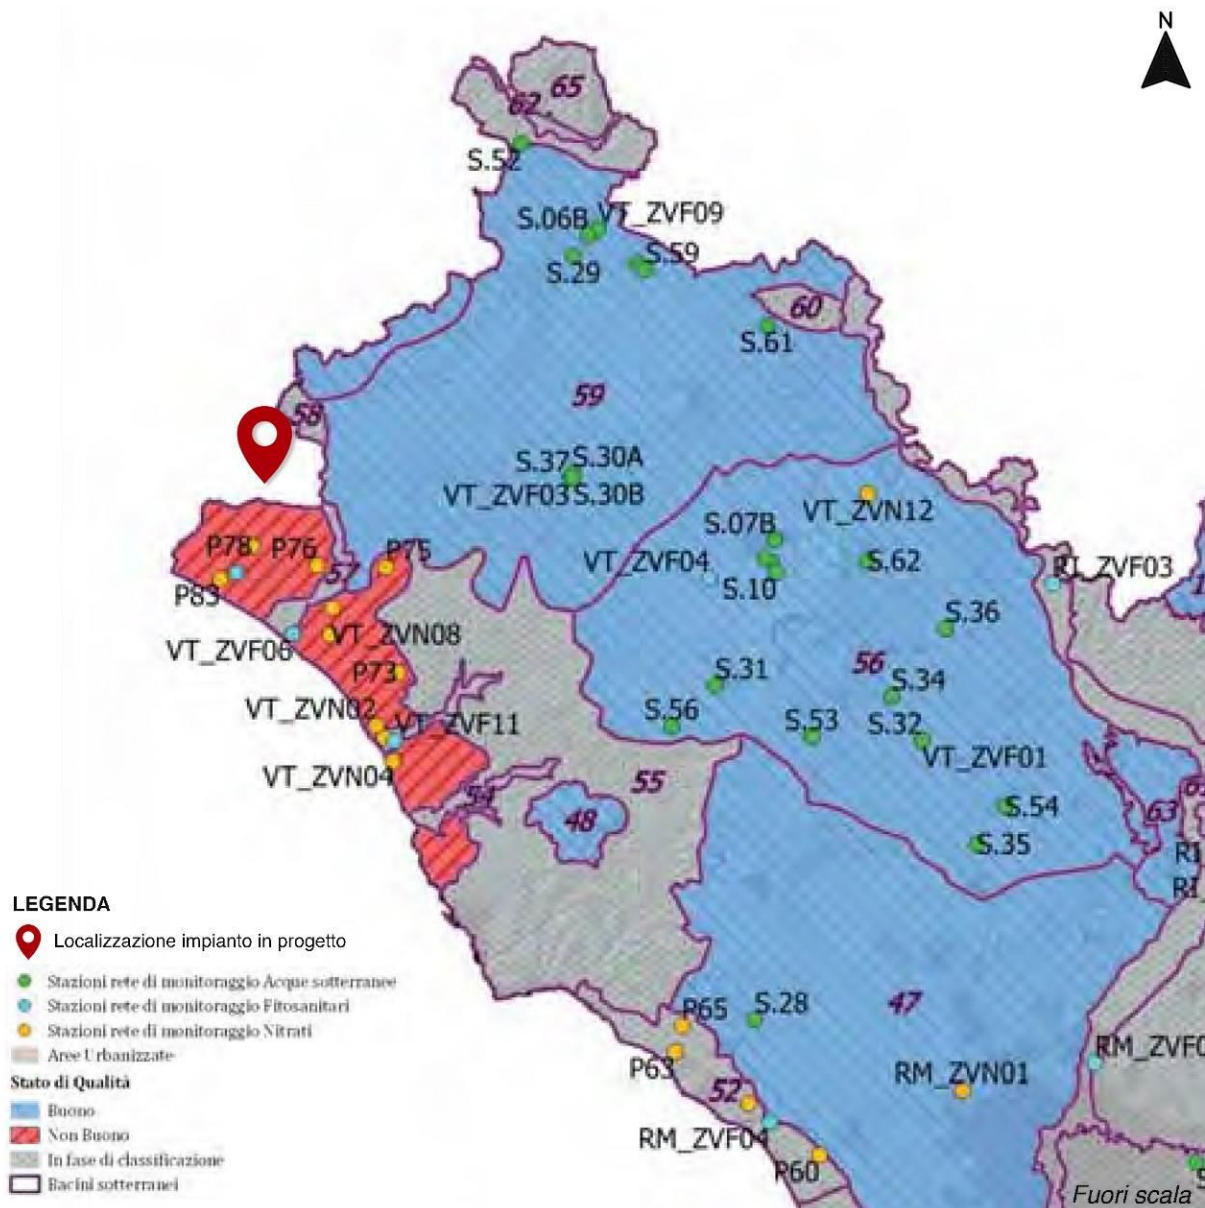 N
65
62
S.52
S.06B VT_ZVF09
S.29 S.59
60
S.61
59
58
S.37 S.30A
VT_ZVF03 S.30B
VT_ZVN12
S.07B
P78 P76 P75
VT_ZVF04 S.62
57 S.10 RI_ZVF03
P83
S.36
VT_ZVF06 VT_ZVN08
P73 S.31 56 S.34
VT_ZVN02 VT_ZVF11 S.56 S.53 S.32
VT_ZVF01
VT_ZVN04 55
54 S.54
48 63
S.35 RI
RI
LEGENDA
Localizzazione impianto in progetto
Stazioni rete di monitoraggio Acque sotterranee
Stazioni rete di monitoraggio Fitosanitari
Stazioni rete di monitoraggio Nitrati
Aree Urbanizzate
Stato di Qualità
Buono
Non Buono
In fase di classificazione
Bacini sotterranei
P65 S.28 47
P63 RM_ZVF0
RM_ZVN01
52
RM_ZVF04
P60
Fuori scala